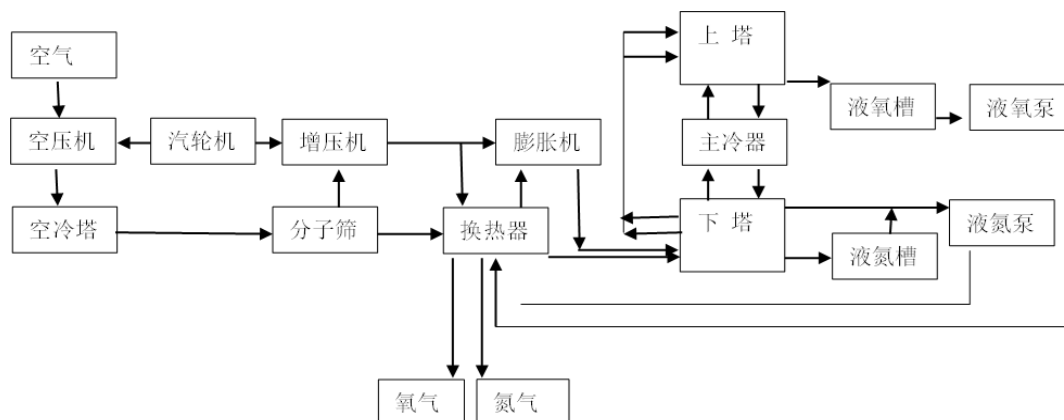 空气
上 塔
液氧槽
液氧泵
空压机
汽轮机
增压机
膨胀机
主冷器
空冷塔
分子筛
换热器
下 塔
液氮槽
液氮泵
氧气
氮气